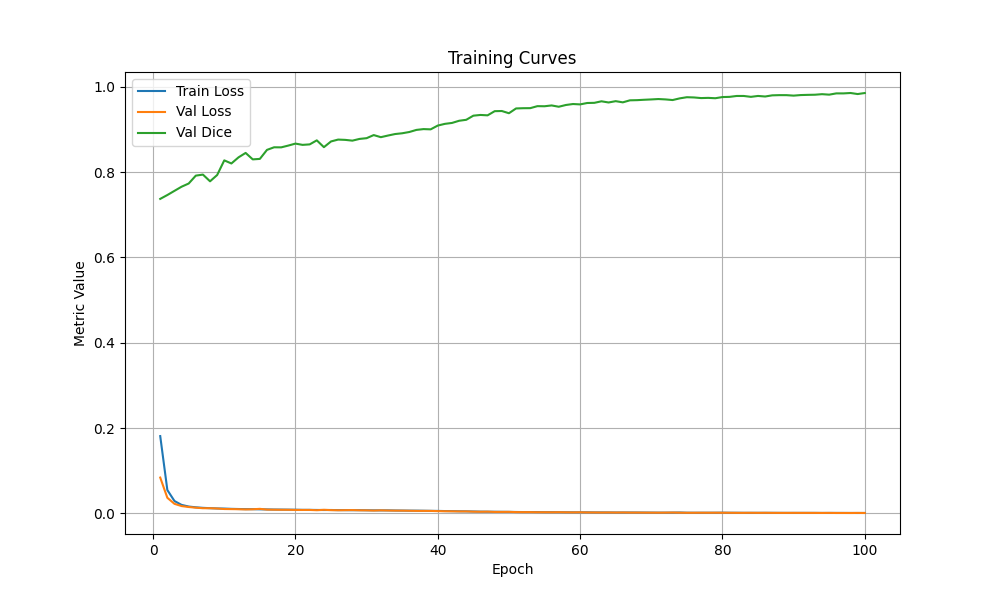 Training Curves
Train Loss
Val Loss
Val Dice
Metric Value
1.0
0.8
0.6
0.4
0.2
0.0
0 20 40 60 80 100
Epoch